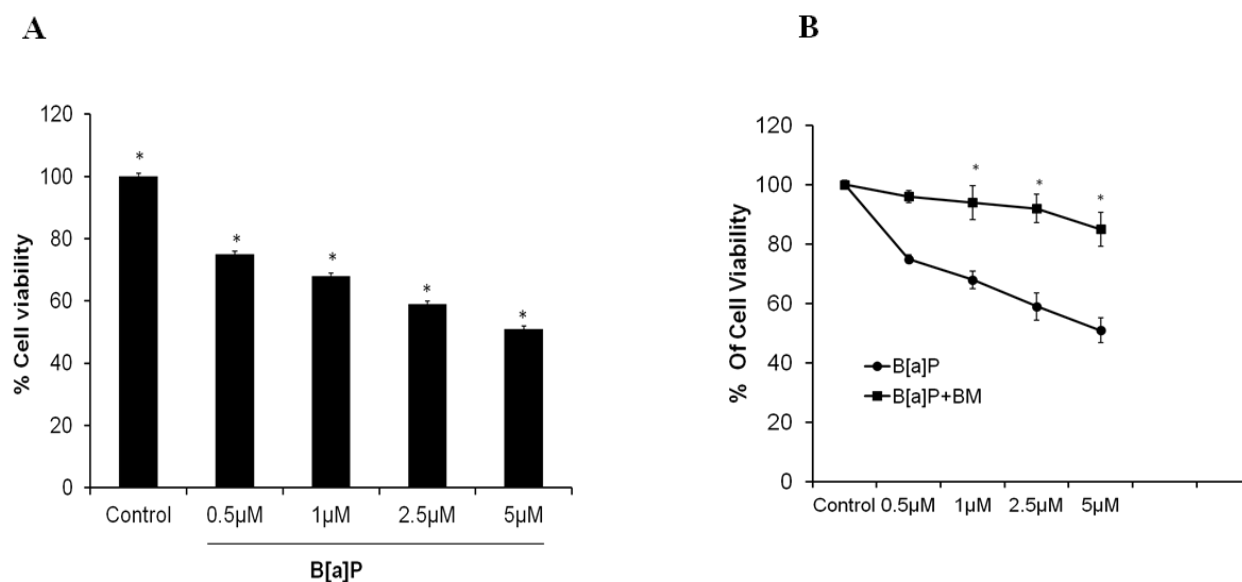 A
B
% Cell viability
120
100
80
60
40
20
0
*
*
*
*
*
Control 0.5µM 1µM 2.5µM 5µM
B[a]P
% Of Cell Viability
120
100
80
60
40
20
0
*
*
*
B[a]P
B[a]P+BM
Control 0.5µM 1µM 2.5µM 5µM